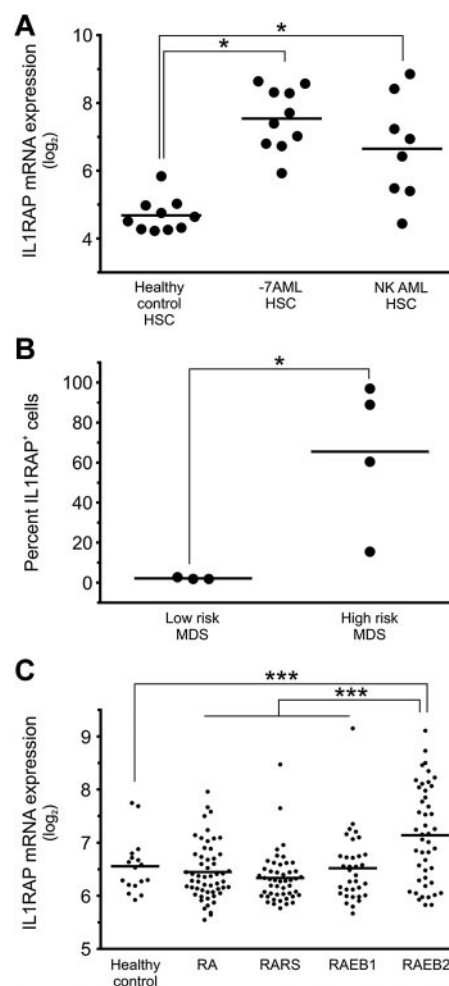 A
IL1RAP mRNA expression
(log₂)
10
8
6
4
*
*
Healthy
control
HSC
-7AML
HSC
NK AML
HSC
B
Percent IL1RAP⁺ cells
100
80
60
40
20
0
*
Low risk
MDS
High risk
MDS
C
IL1RAP mRNA expression
(log₂)
9
8
7
6
5
***
***
Healthy
control
RA
RARS
RAEB1
RAEB2